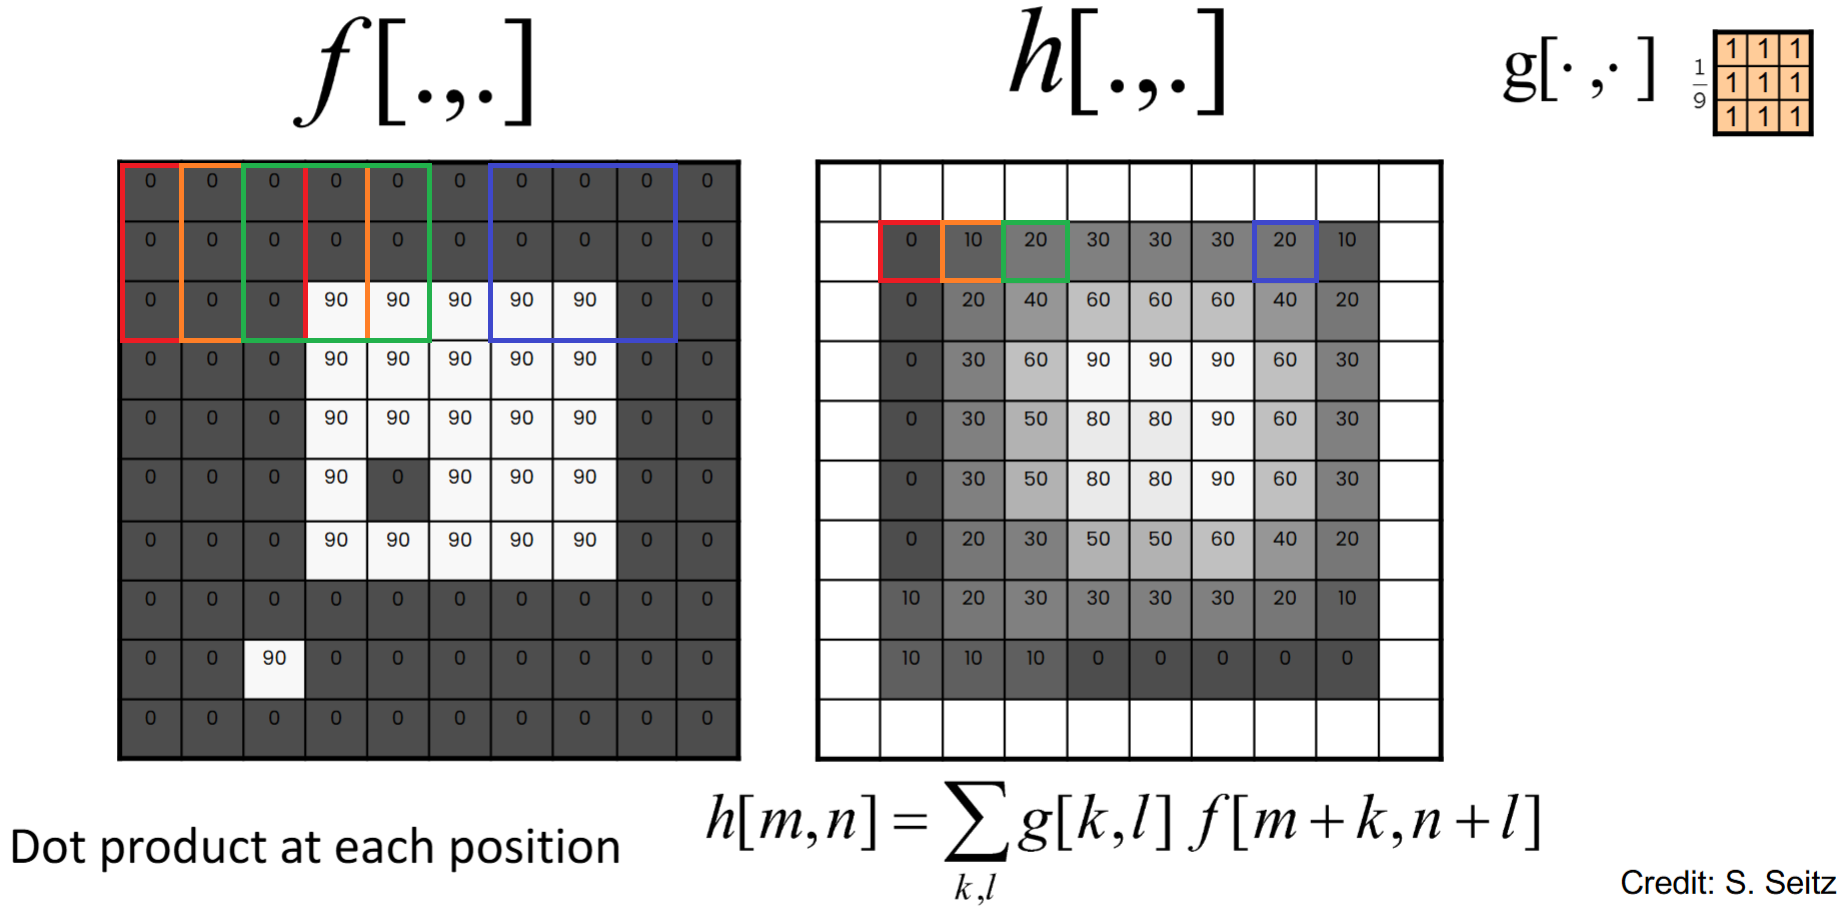 f[.,.]
h[.,.]
g[· ,· ]
1/9
1 1 1
1 1 1
1 1 1
0 0 0 0 0 0 0 0 0 0
0 0 0 0 0 0 0 0 0 0
0 0 0 90 90 90 90 90 0 0
0 0 0 90 90 90 90 90 0 0
0 0 0 90 90 90 90 90 0 0
0 0 0 90 0 90 90 90 0 0
0 0 0 90 90 90 90 90 0 0
0 0 0 0 0 0 0 0 0 0
0 0 90 0 0 0 0 0 0 0
0 0 0 0 0 0 0 0 0 0
0 10 20 30 30 30 20 10
0 20 40 60 60 60 40 20
0 30 60 90 90 90 60 30
0 30 50 80 80 90 60 30
0 30 50 80 80 90 60 30
0 20 30 50 50 60 40 20
10 20 30 30 30 30 20 10
10 10 10 0 0 0 0 0
Dot product at each position
h[m,n] = ∑ g[k,l] f[m+k,n+l]
k,l
Credit: S. Seitz